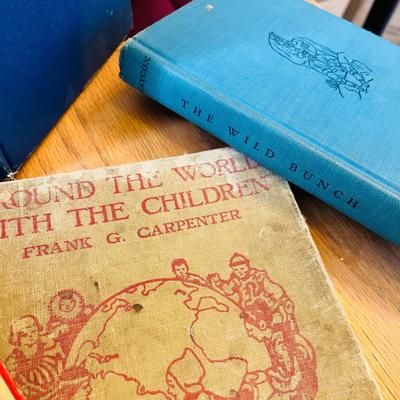 ROUND THE WORLD
ITH THE CHILDREN
FRANK G. CARPENTER
THE WILD BUNCH